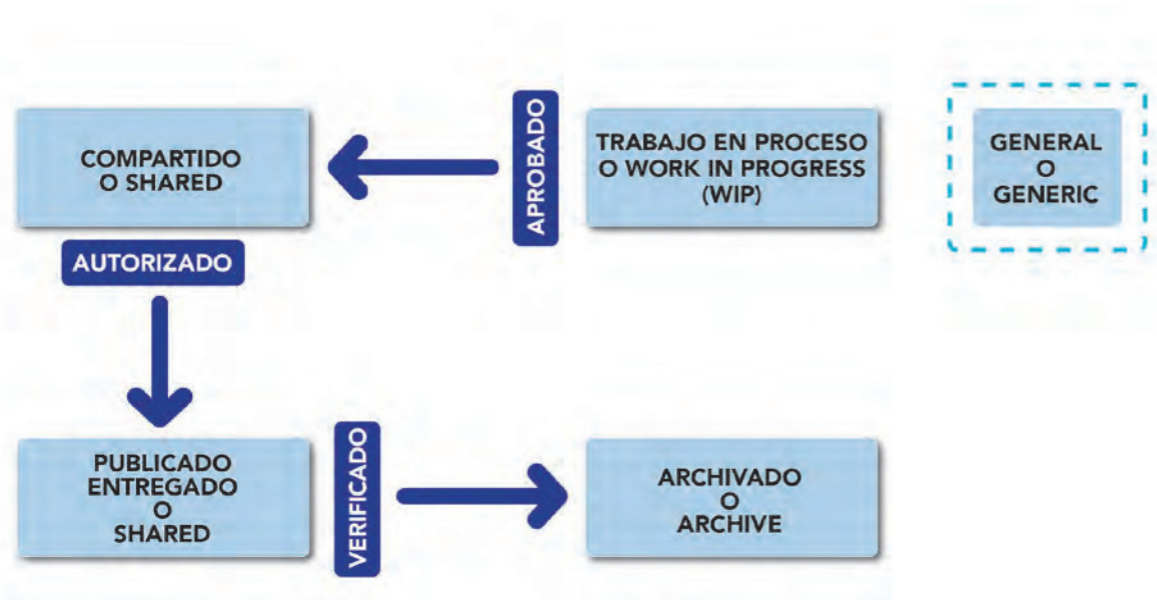 COMPARTIDO
O SHARED
APROBADO
TRABAJO EN PROCESO
O WORK IN PROGRESS
(WIP)
GENERAL
O
GENERIC
AUTORIZADO
PUBLICADO
ENTREGADO
O
SHARED
VERIFICADO
ARCHIVADO
O
ARCHIVE